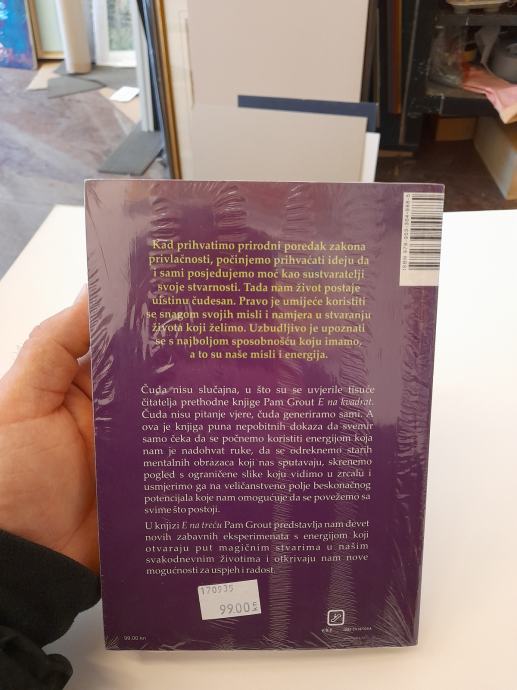 Kad prihvatimo prirodni poredak zakona
privlačnosti, počinjemo prihvaćati ideju da
i sami posjedujemo moć kao sustvaratelji
svoje stvarnosti. Tada nam život postaje
uistinu čudesan. Pravo je umijeće koristiti
se snagom svojih misli i namjera u stvaranju
života koji želimo. Uzbudljivo je upoznati
se s najboljom sposobnošću koju imamo,
a to su naše misli i energija.
Čuda nisu slučajna, u što su se uvjerile tisuće
čitatelja prethodne knjige Pam Grout E na kvadrat.
Čuda nisu pitanje vjere, čuda generiramo sami. A
ova je knjiga puna nepobitnih dokaza da svemir
samo čeka da se počnemo koristiti energijom koja
nam je nadohvat ruke, da se odreknemo starih
mentalnih obrazaca koji nas sputavaju, skrenemo
pogled s ograničene slike koju vidimo u zrcalu i
usmjerimo ga na veličanstveno polje beskonačnog
potencijala koje nam omogućuje da se povežemo sa
svime što postoji.
U knjizi E na treću Pam Grout predstavlja nam devet
novih zabavnih eksperimenata s energijom koji
otvaraju put magičnim stvarima u našim
svakodnevnim životima i otkrivaju nam nove
mogućnosti za uspjeh i radost.
170935
99.00
99,00 kn